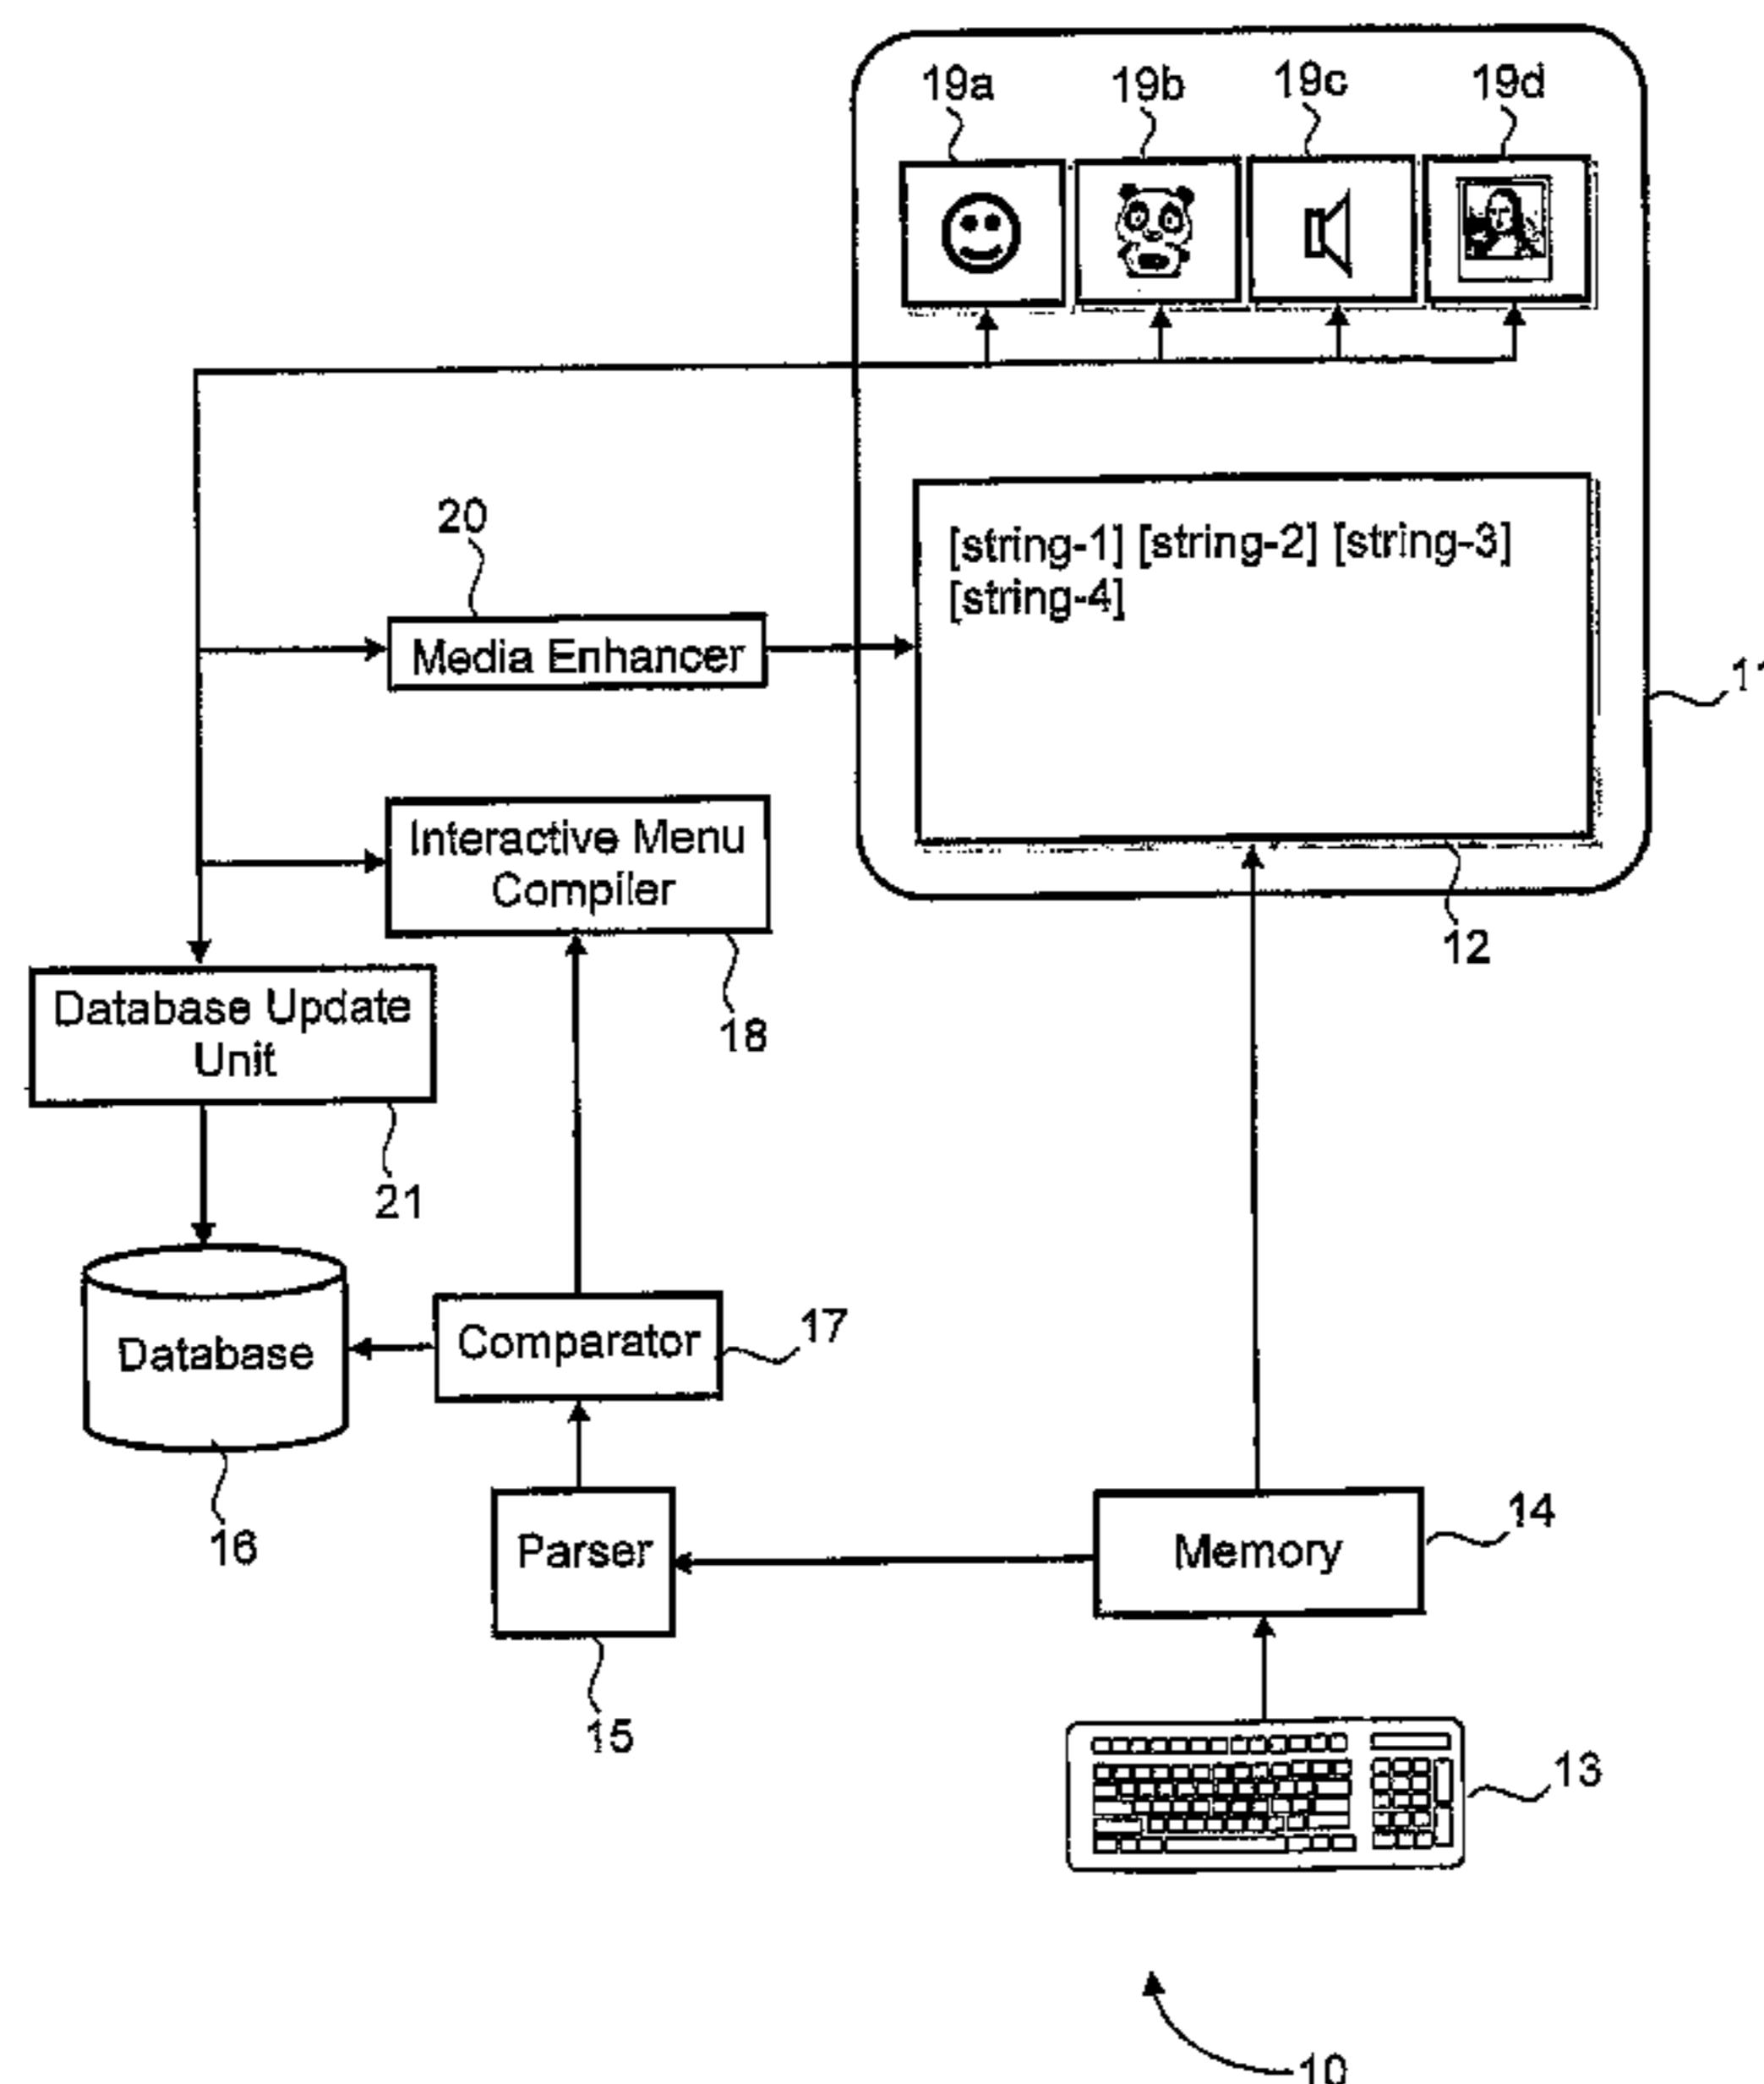 19a 19b 19c 19d
[string-1] [string-2] [string-3]
[string-4]
20
Media Enhancer
11
Interactive Menu
Compiler
12
18
Database Update
Unit
21
Database
Comparator
17
16
Parser
Memory
14
15
13
10